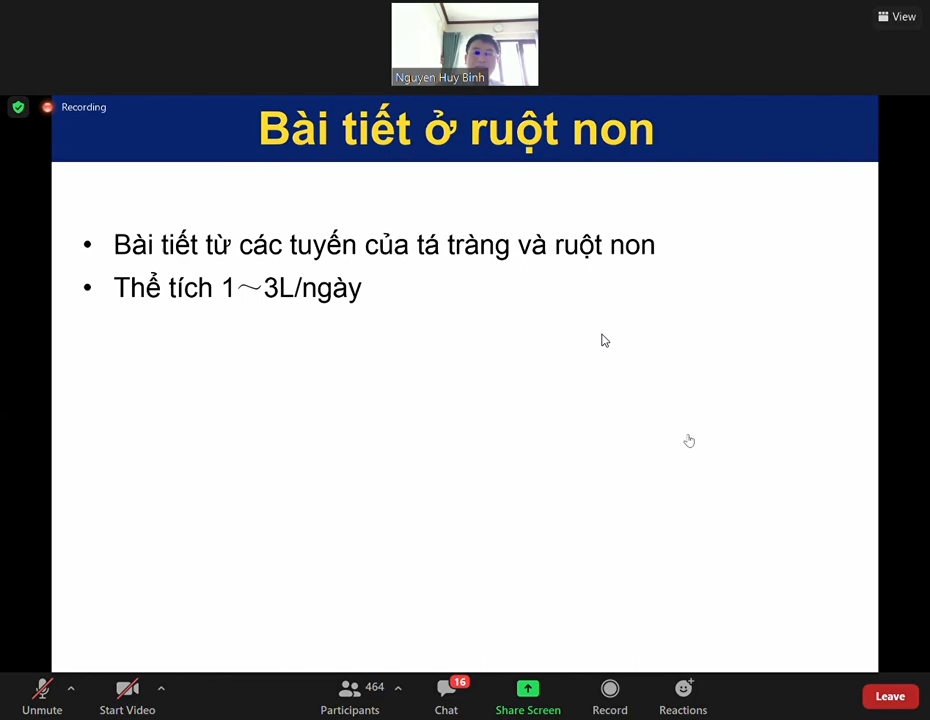 View
Nguyen Huy Binh
Recording
Bài tiết ở ruột non
• Bài tiết từ các tuyến của tá tràng và ruột non
• Thể tích 1～3L/ngày
464
16
Unmute
Start Video
Participants
Chat
Share Screen
Record
Reactions
Leave